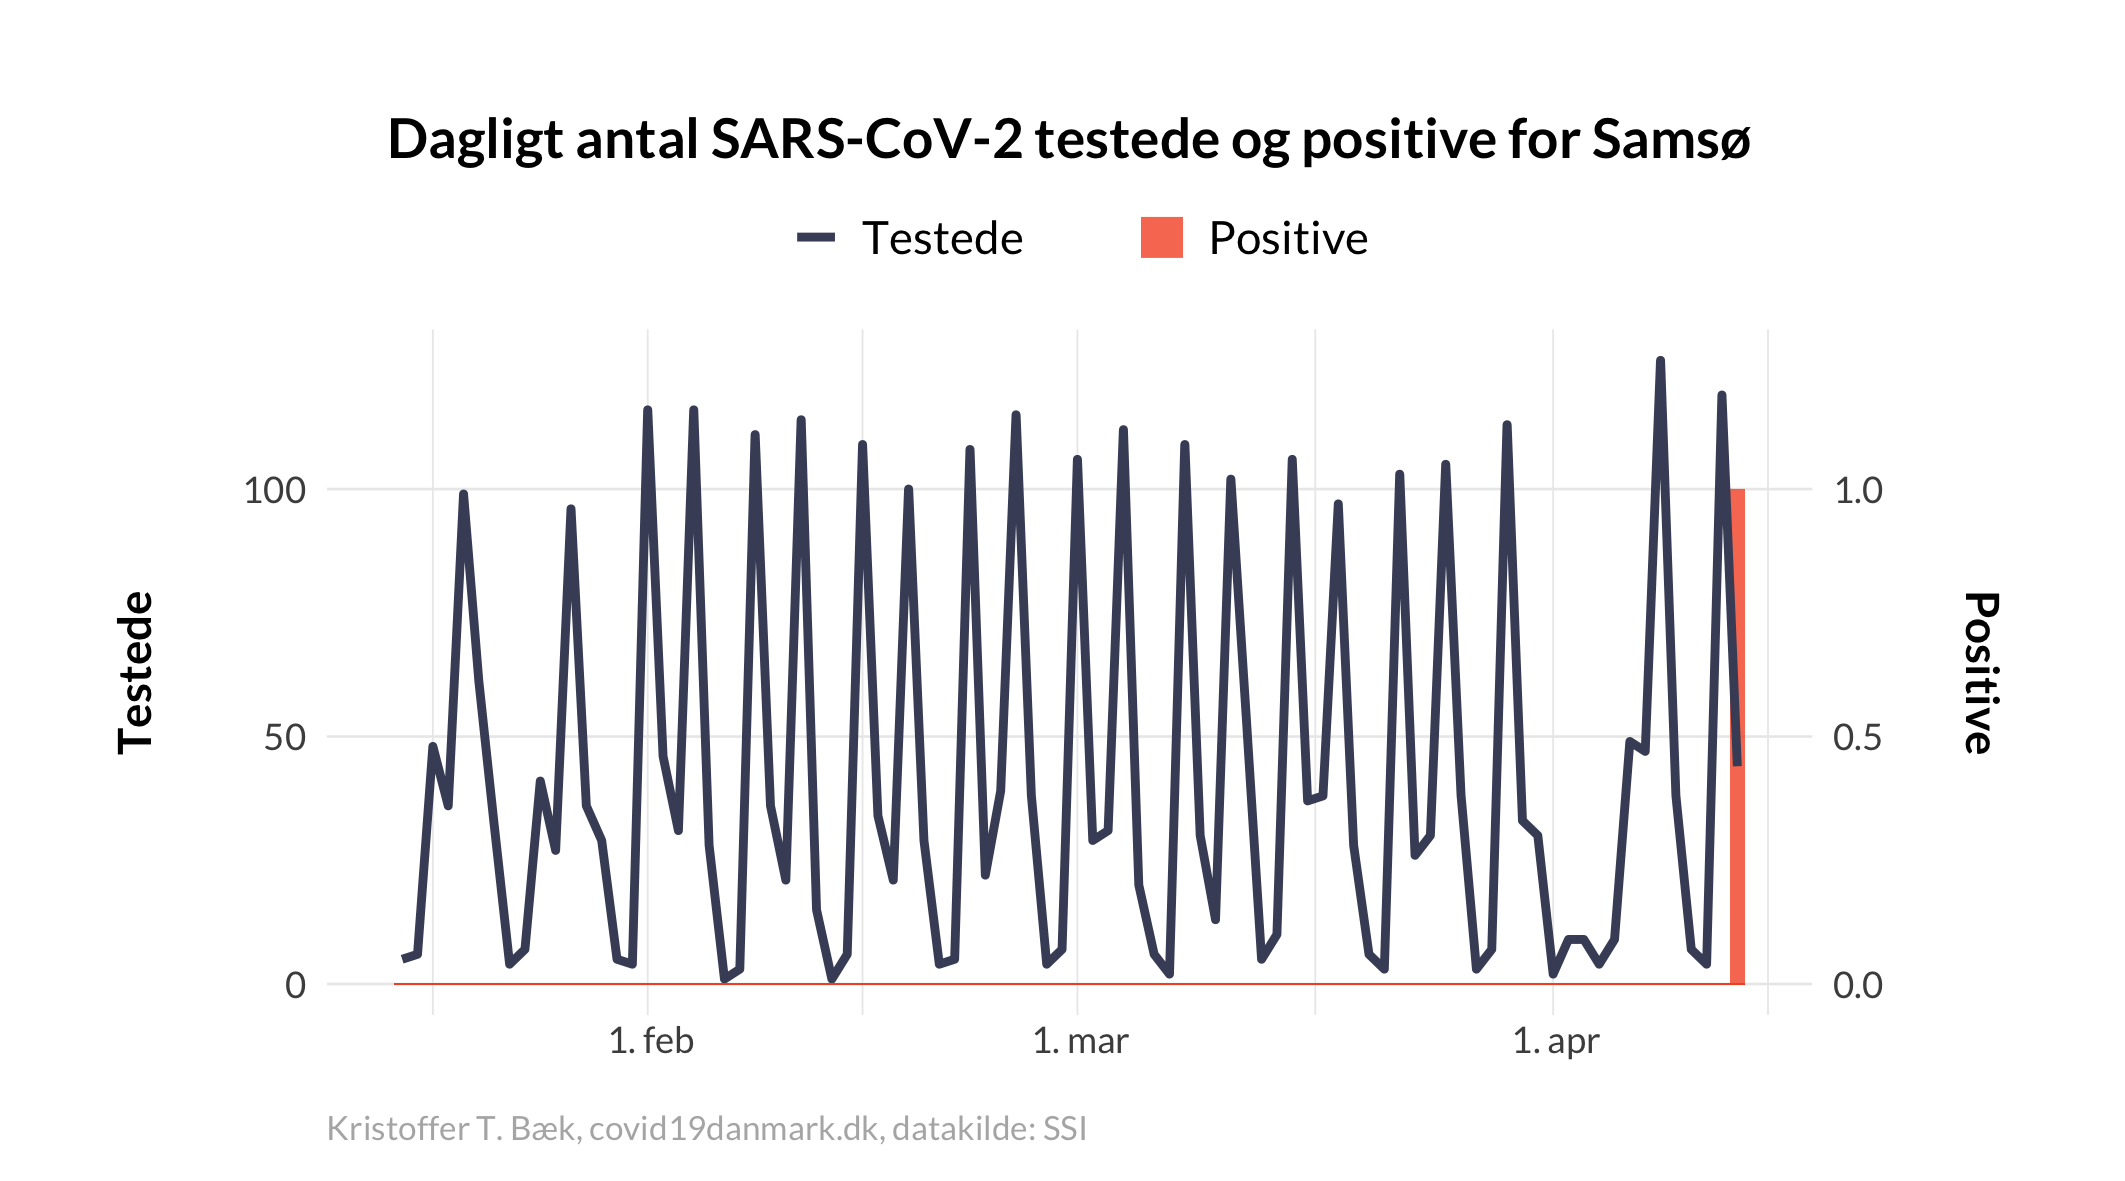 Dagligt antal SARS-CoV-2 testede og positive for Samsø
Testede
Positive
Testede
100
50
0
1.0
0.5
0.0
Positive
1. feb
1. mar
1. apr
Kristoffer T. Bæk, covid19danmark.dk, datakilde: SSI